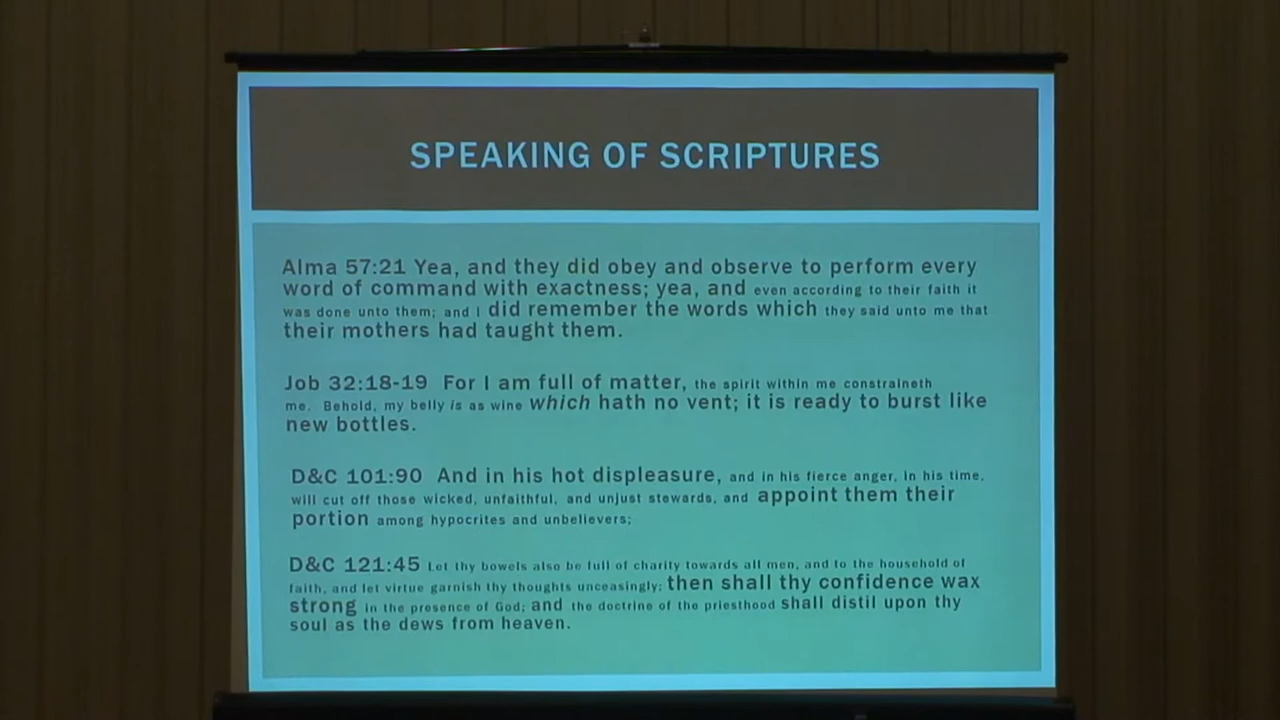 SPEAKING OF SCRIPTURES
Alma 57:21 Yea, and they did obey and observe to perform every
word of command with exactness; yea, and even according to their faith it
was done unto them; and I did remember the words which they said unto me that
their mothers had taught them.
Job 32:18-19 For I am full of matter, the spirit within me constraineth
me. Behold, my belly is as wine which hath no vent; it is ready to burst like
new bottles.
D&C 101:90 And in his hot displeasure, and in his fierce anger, in his time,
will cut off those wicked, unfaithful, and unjust stewards, and appoint them their
portion among hypocrites and unbelievers;
D&C 121:45 Let thy bowels also be full of charity towards all men, and to the household of
faith, and let virtue garnish thy thoughts unceasingly; then shall thy confidence wax
strong in the presence of God; and the doctrine of the priesthood shall distil upon thy
soul as the dews from heaven.